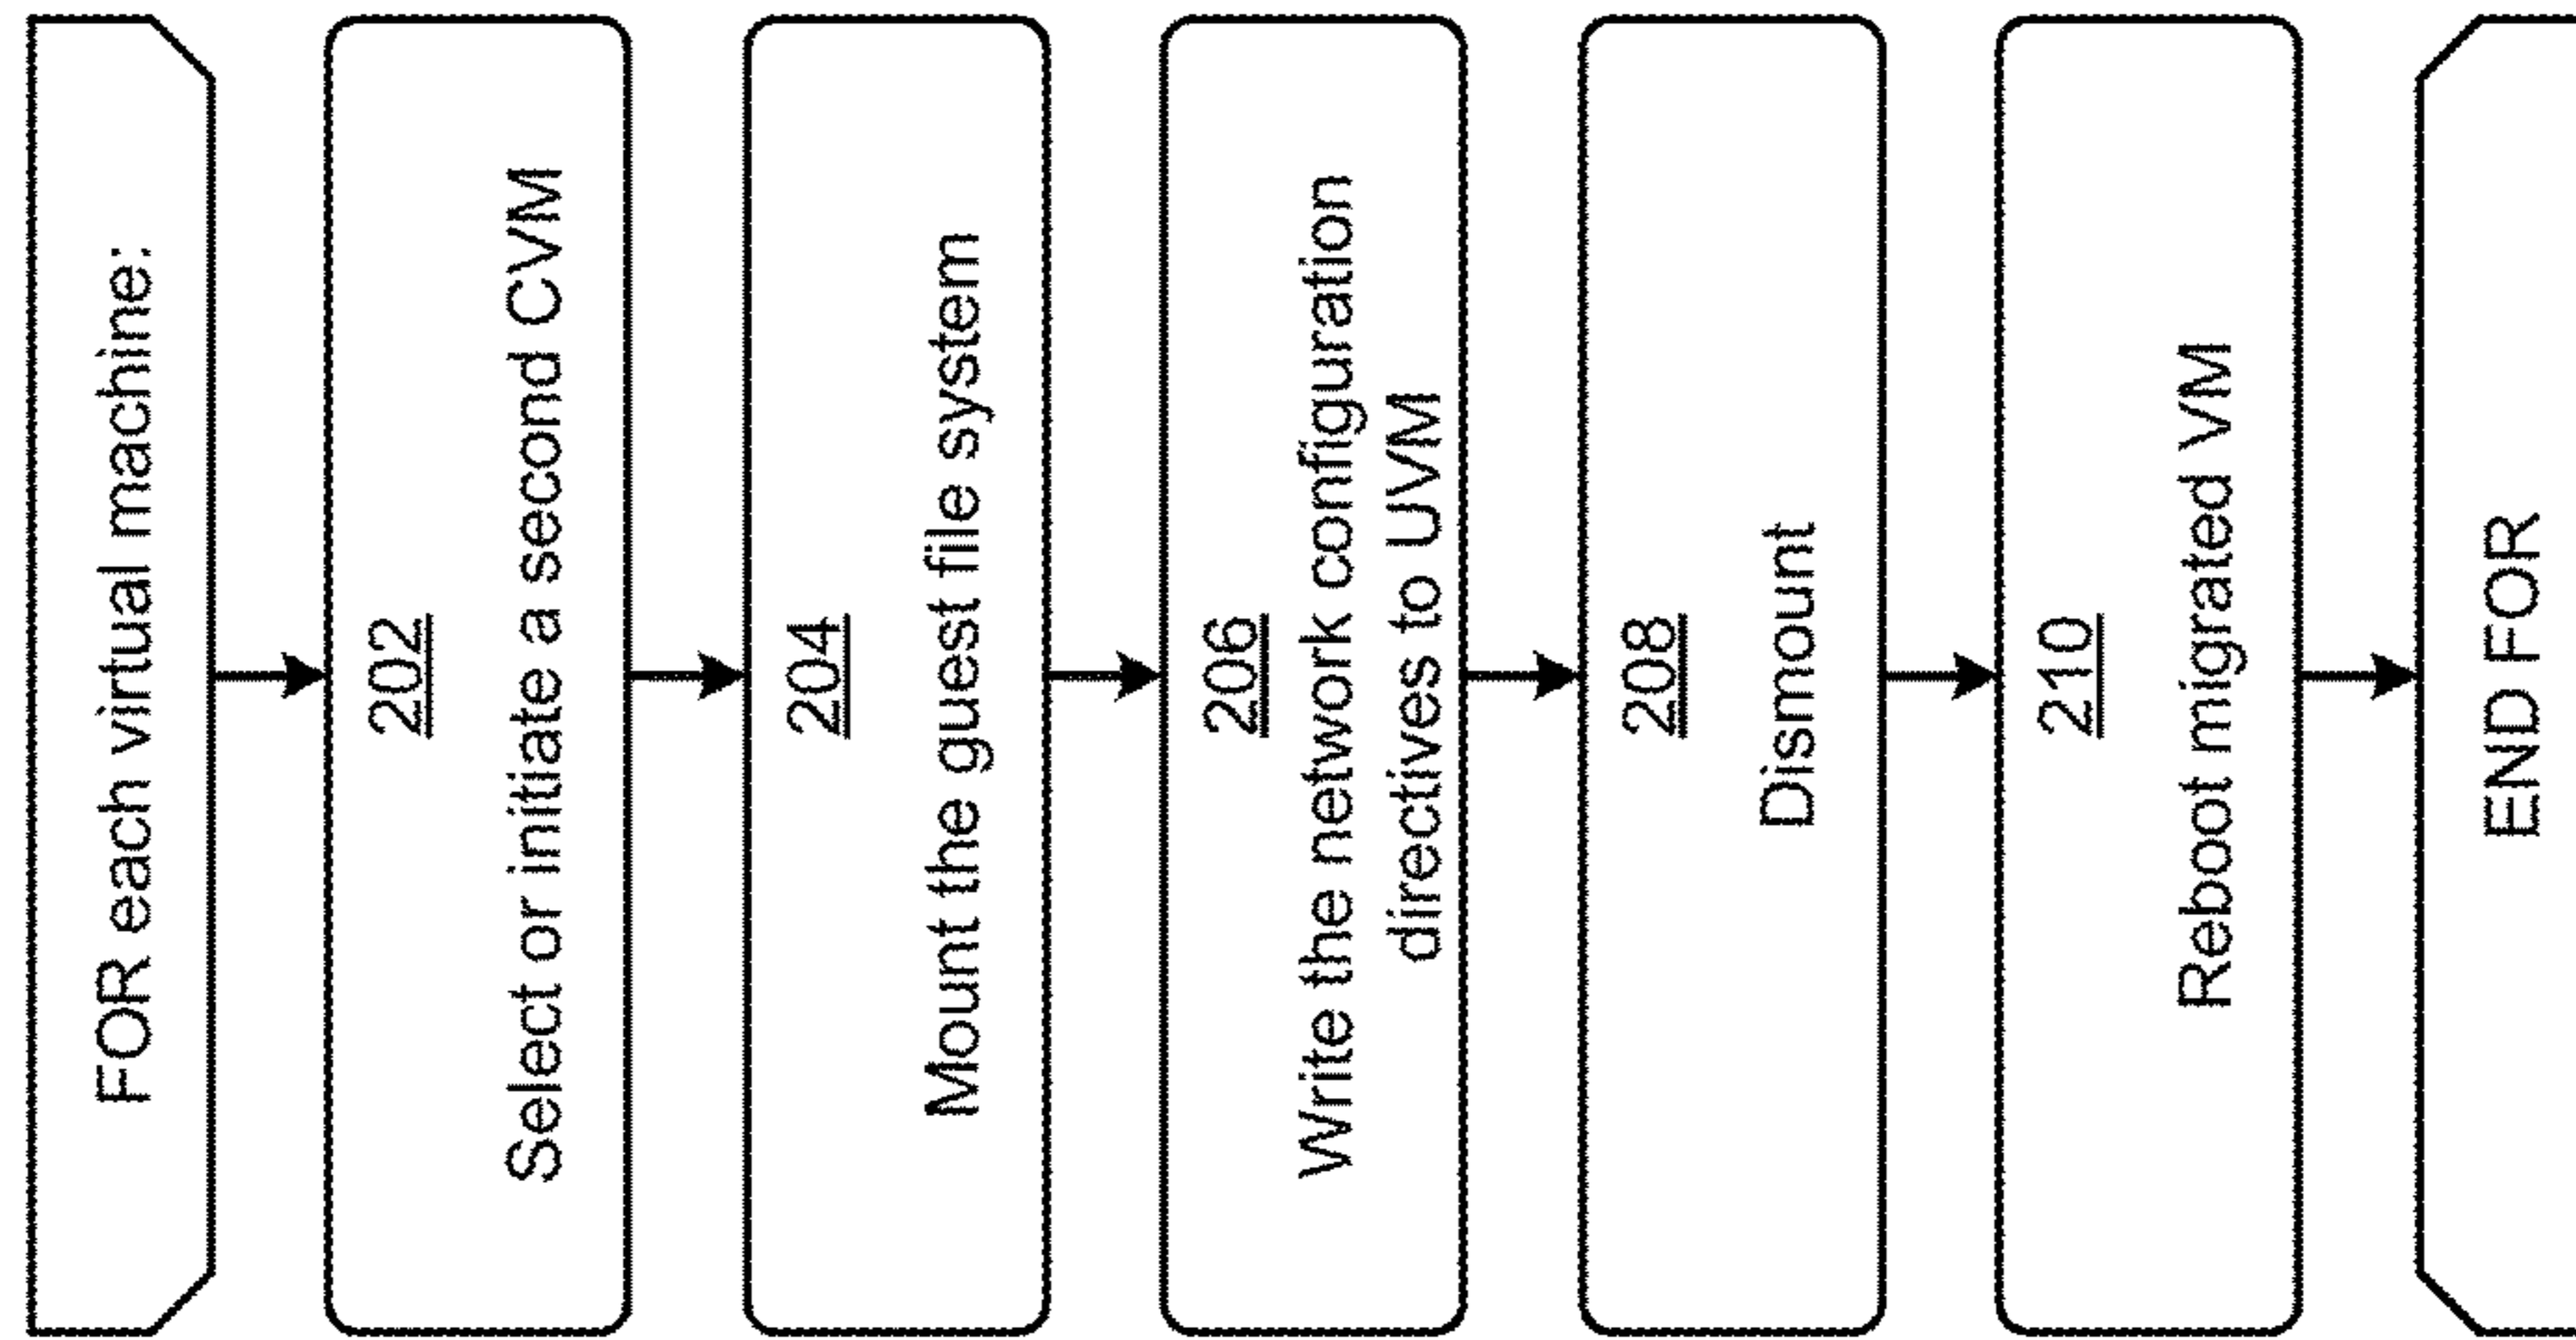 FOR each virtual machine:
202
Select or initiate a second CVM
204
Mount the guest file system
206
Write the network configuration
directives to UVM
208
Dismount
210
Reboot migrated VM
END FOR